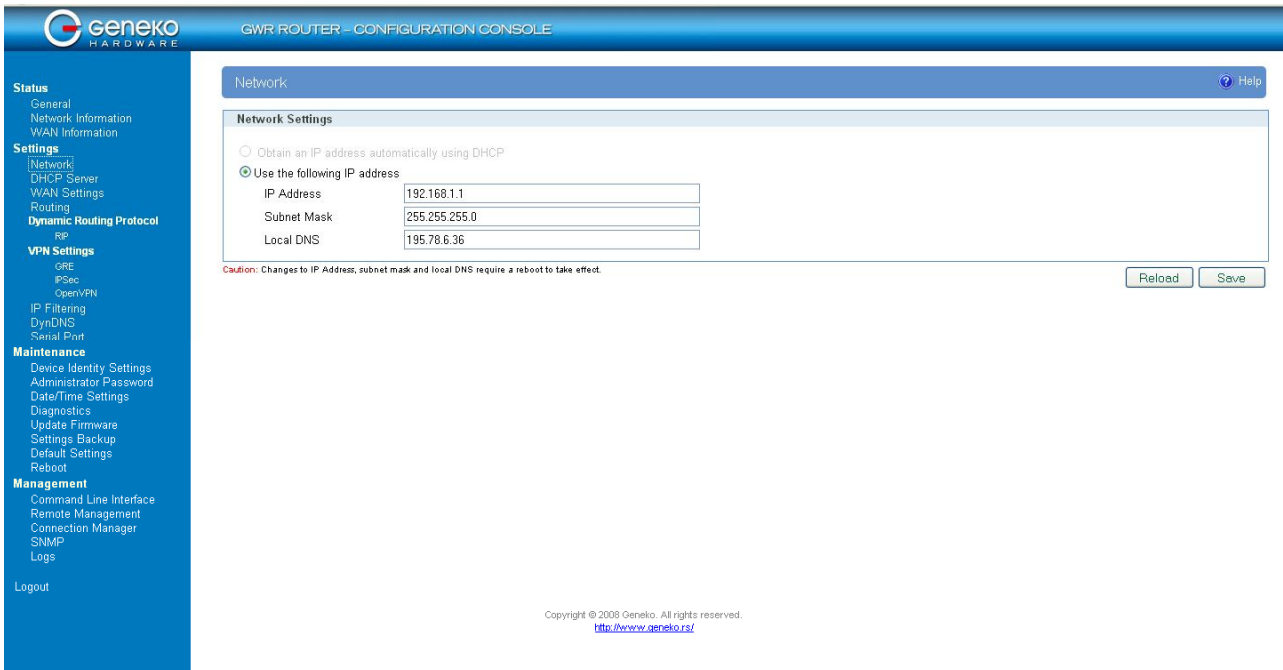 Geneko
HARDWARE
GWR ROUTER - CONFIGURATION CONSOLE
Status
General
Network Information
WAN Information
Settings
Network
DHCP Server
WAN Settings
Routing
Dynamic Routing Protocol
RIP
VPN Settings
GRE
IPSec
OpenVPN
IP Filtering
DynDNS
Serial Port
Maintenance
Device Identity Settings
Administrator Password
Date/Time Settings
Diagnostics
Update Firmware
Settings Backup
Default Settings
Reboot
Management
Command Line Interface
Remote Management
Connection Manager
SNMP
Logs
Logout
Network
? Help
Network Settings
Obtain an IP address automatically using DHCP
Use the following IP address
IP Address 192.168.1.1
Subnet Mask 255.255.255.0
Local DNS 195.78.6.36
Caution: Changes to IP Address, subnet mask and local DNS require a reboot to take effect.
Reload Save
Copyright © 2008 Geneko. All rights reserved.
http://www.geneko.rs/